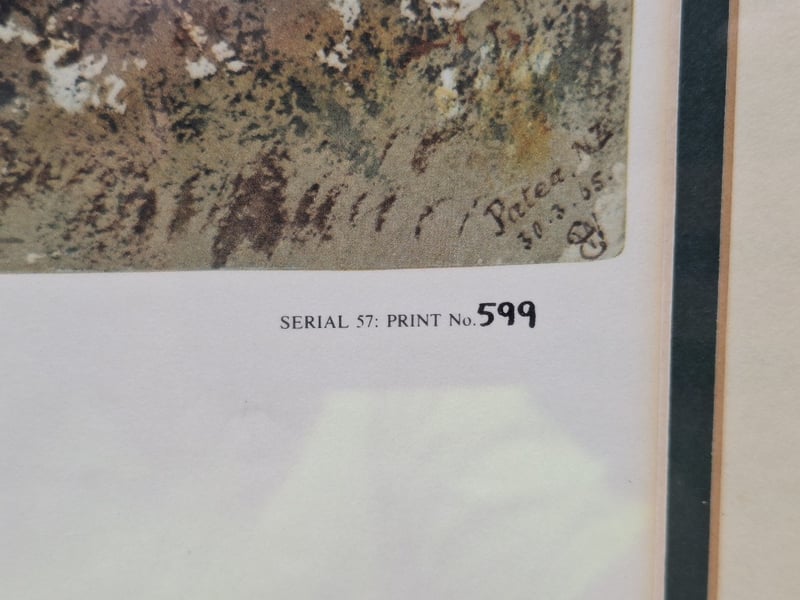 Patea NZ
30.3.65.
SERIAL 57: PRINT No.599